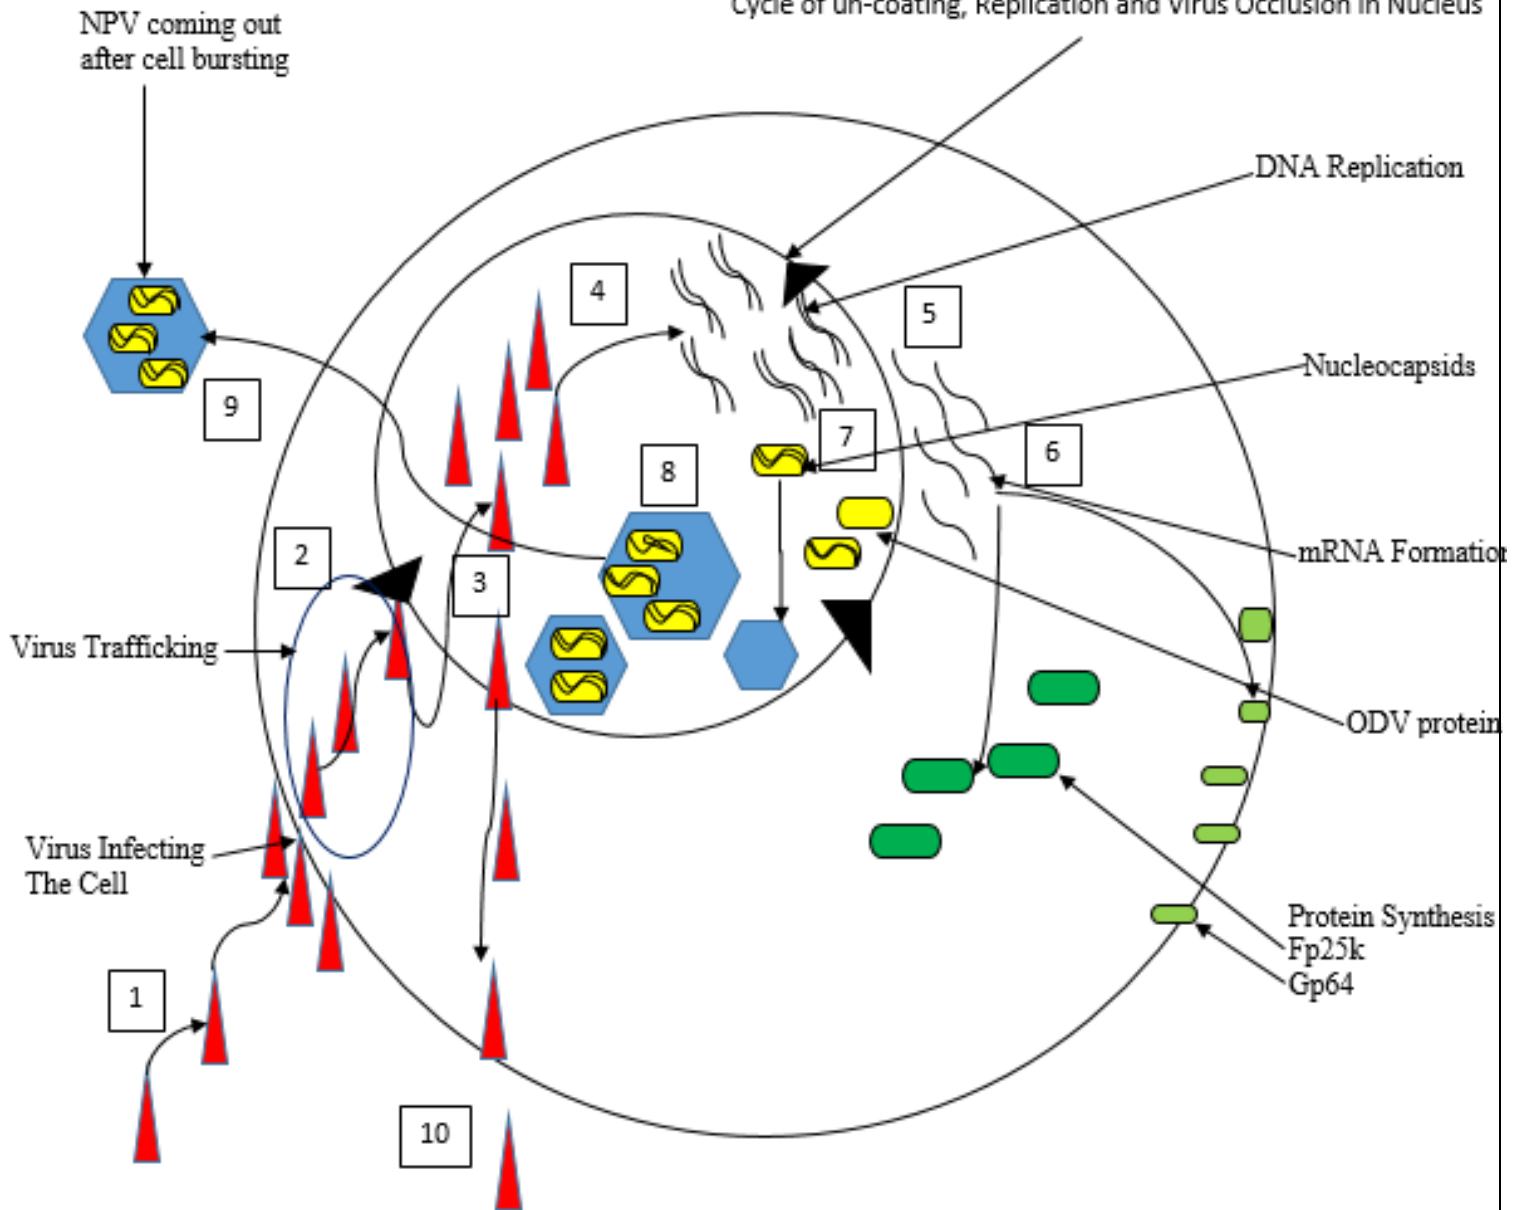 Cycle of un-coating, Replication and Virus Occlusion in Nucleus
NPV coming out
after cell bursting
DNA Replication
4
5
Nucleocapsids
9
7
6
8
2
mRNA Formation
3
Virus Trafficking
ODV protein
Virus Infecting
The Cell
Protein Synthesis
Fp25k
Gp64
1
10